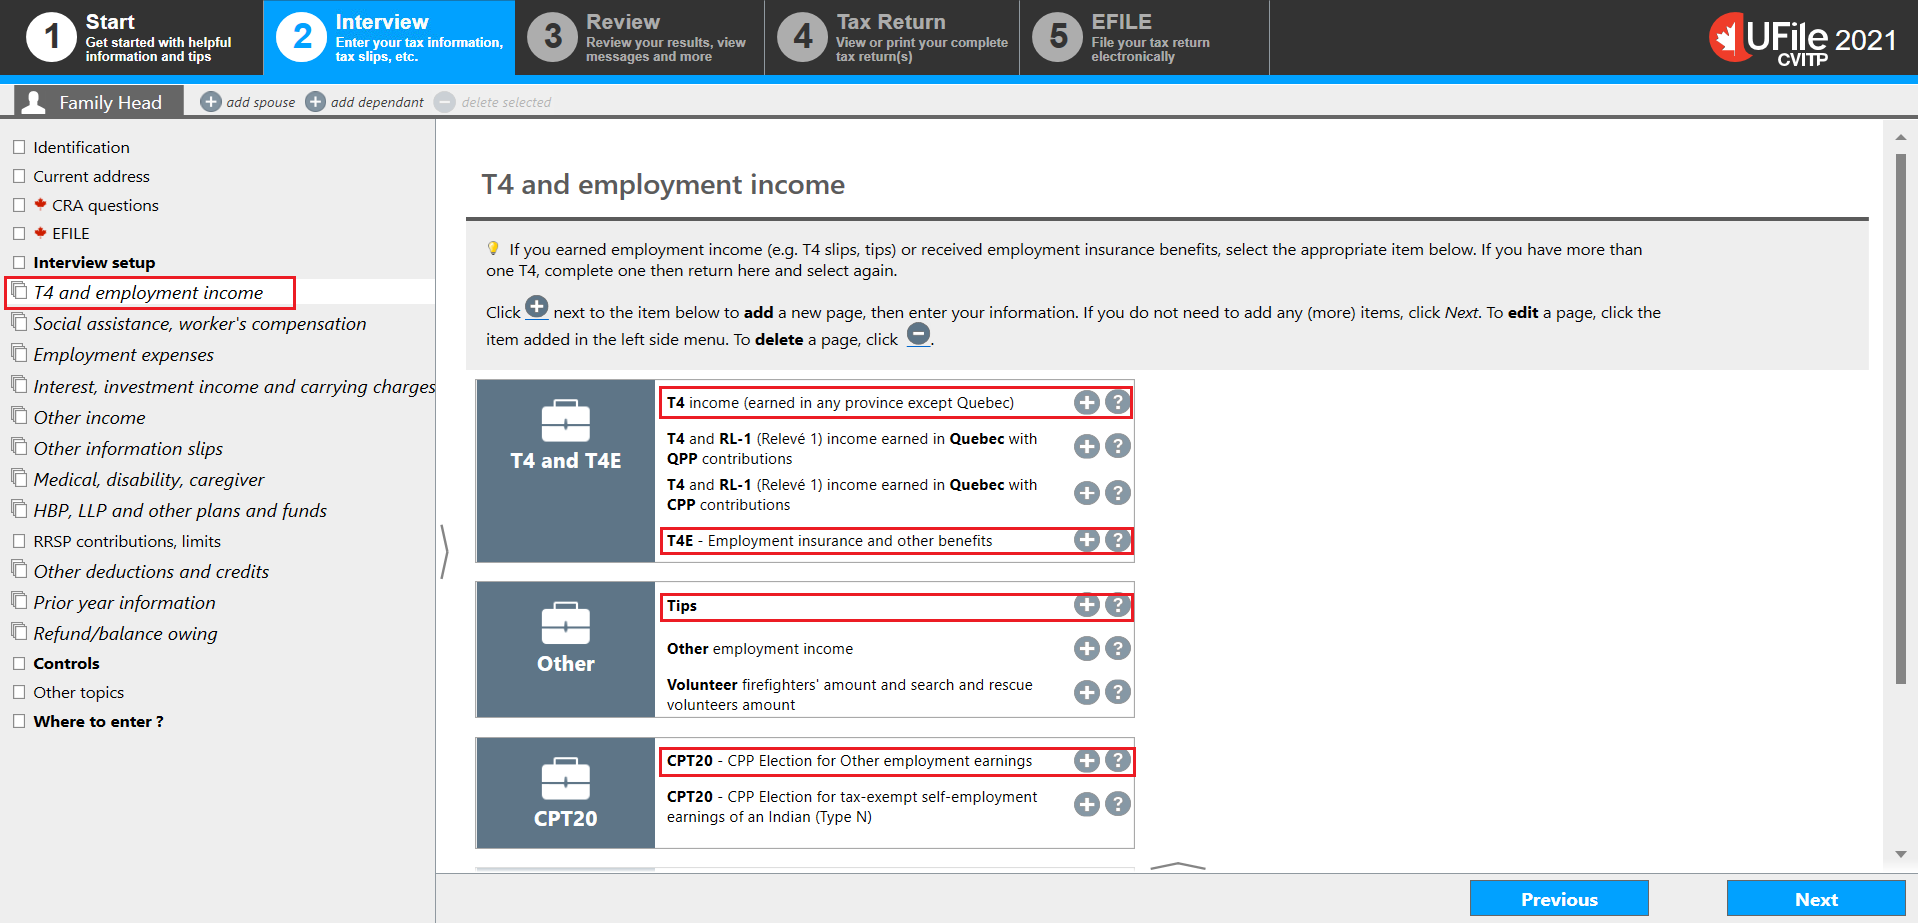 1
Start
Get started with helpful
information and tips
2
Interview
Enter your tax information,
tax slips, etc.
3
Review
Review your results, view
messages and more
4
Tax Return
View or print your complete
tax return(s)
5
EFILE
File your tax return
electronically
UFile 2021
CVITP
Family Head
add spouse
add dependant
delete selected
Identification
Current address
CRA questions
EFILE
Interview setup
T4 and employment income
Social assistance, worker's compensation
Employment expenses
Interest, investment income and carrying charges
Other income
Other information slips
Medical, disability, caregiver
HBP, LLP and other plans and funds
RRSP contributions, limits
Other deductions and credits
Prior year information
Refund/balance owing
Controls
Other topics
Where to enter ?
T4 and employment income
If you earned employment income (e.g. T4 slips, tips) or received employment insurance benefits, select the appropriate item below. If you have more than
one T4, complete one then return here and select again.
Click + next to the item below to add a new page, then enter your information. If you do not need to add any (more) items, click Next. To edit a page, click the
item added in the left side menu. To delete a page, click −.
T4 and T4E
T4 income (earned in any province except Quebec)
T4 and RL-1 (Relevé 1) income earned in Quebec with
QPP contributions
T4 and RL-1 (Relevé 1) income earned in Quebec with
CPP contributions
T4E - Employment insurance and other benefits
Other
Tips
Other employment income
Volunteer firefighters' amount and search and rescue
volunteers amount
CPT20
CPT20 - CPP Election for Other employment earnings
CPT20 - CPP Election for tax-exempt self-employment
earnings of an Indian (Type N)
Previous
Next